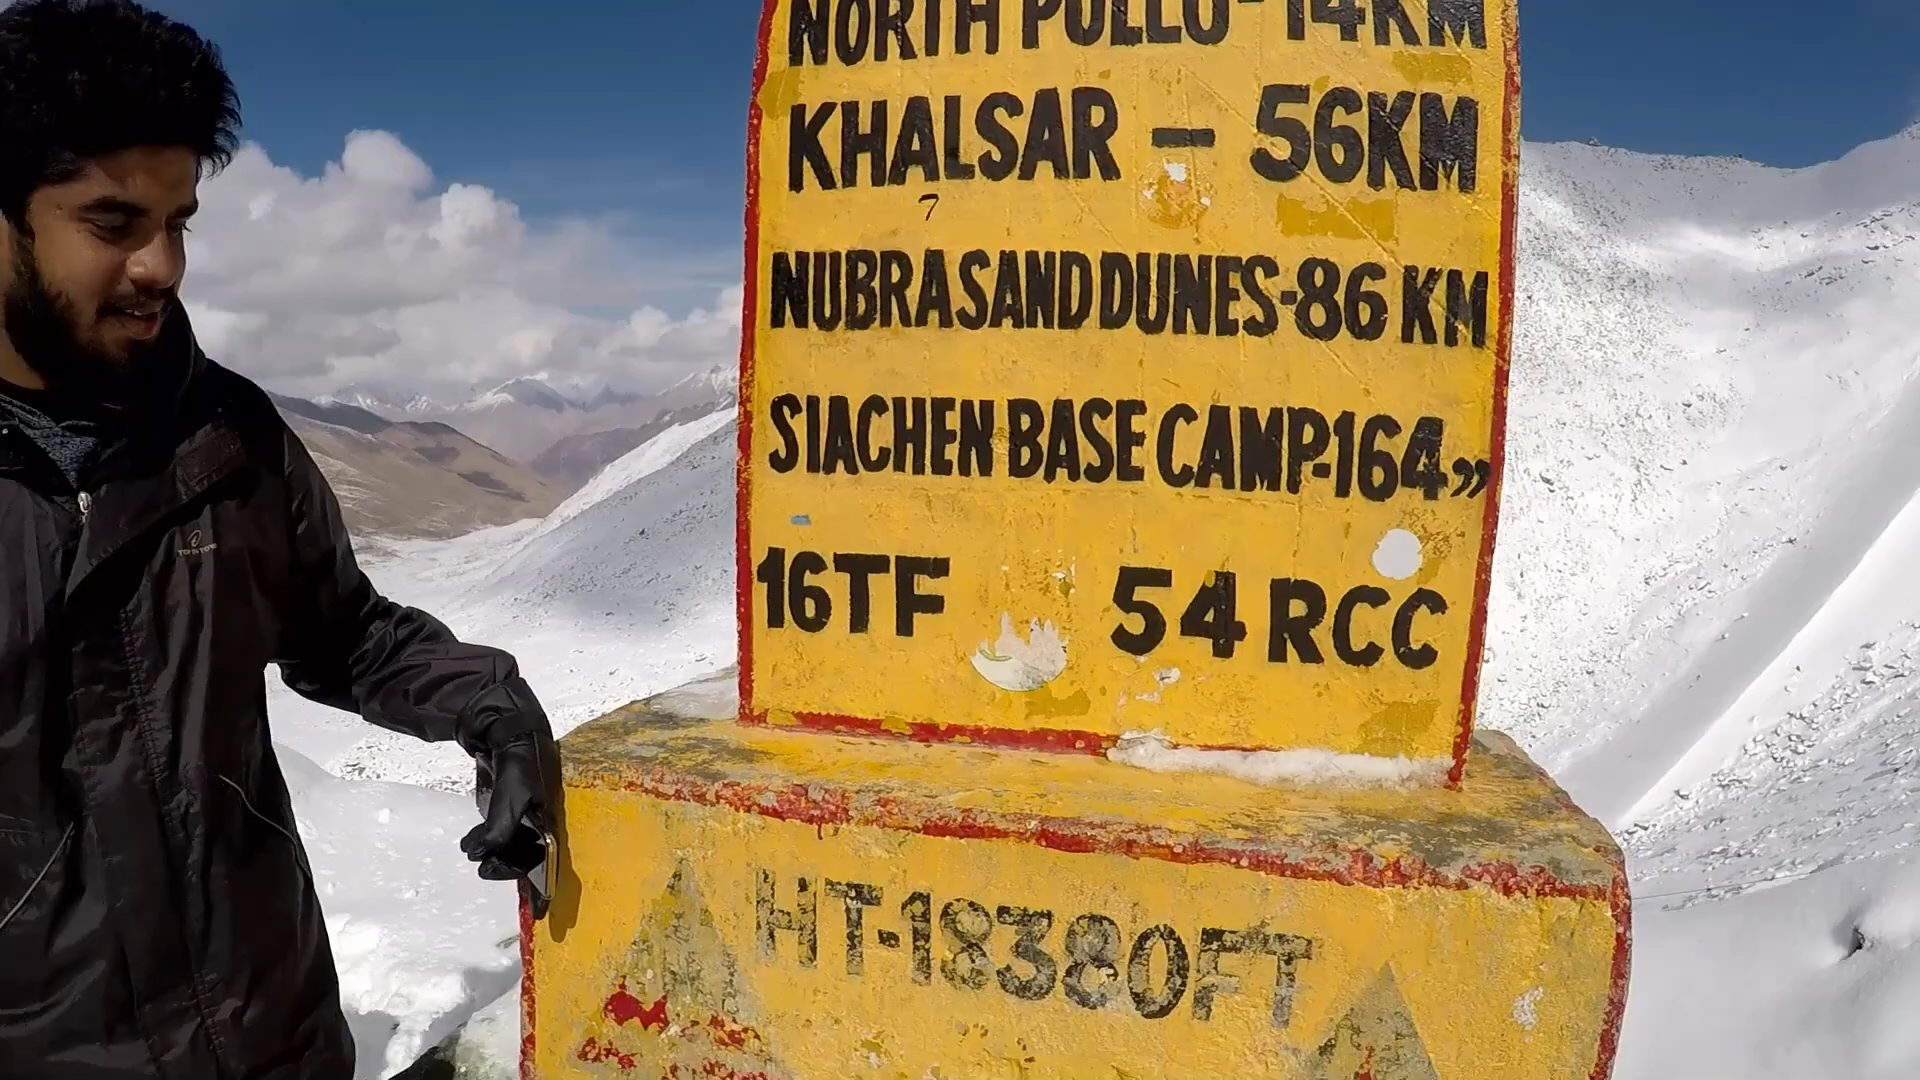 NORTH PULLU-14KM
KHALSAR - 56KM
7
NUBRA SAND DUNES-86 KM
SIACHEN BASE CAMP-164,,
16TF 54 RCC
HT-18380FT